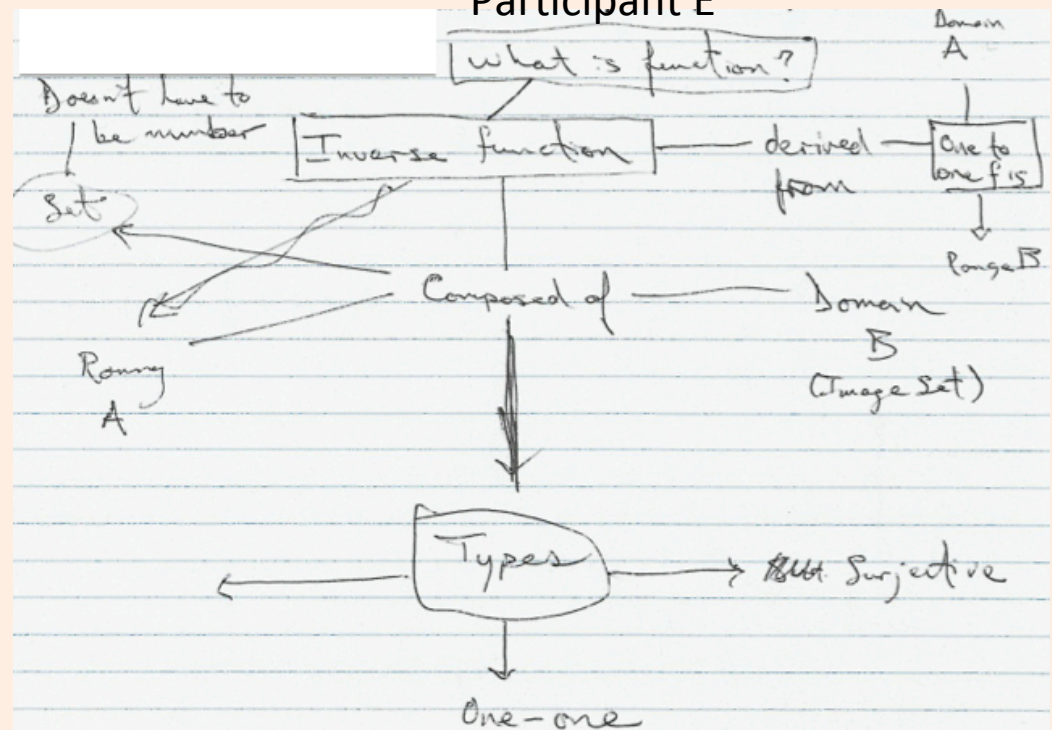 Participant E
What is function?
Domain
A
Doesn't have to
be number
Inverse function
derived
from
One to
one f is
Set
Range B
Composed of
Domain
B
(Image Set)
A
Types
Surjective
One-one